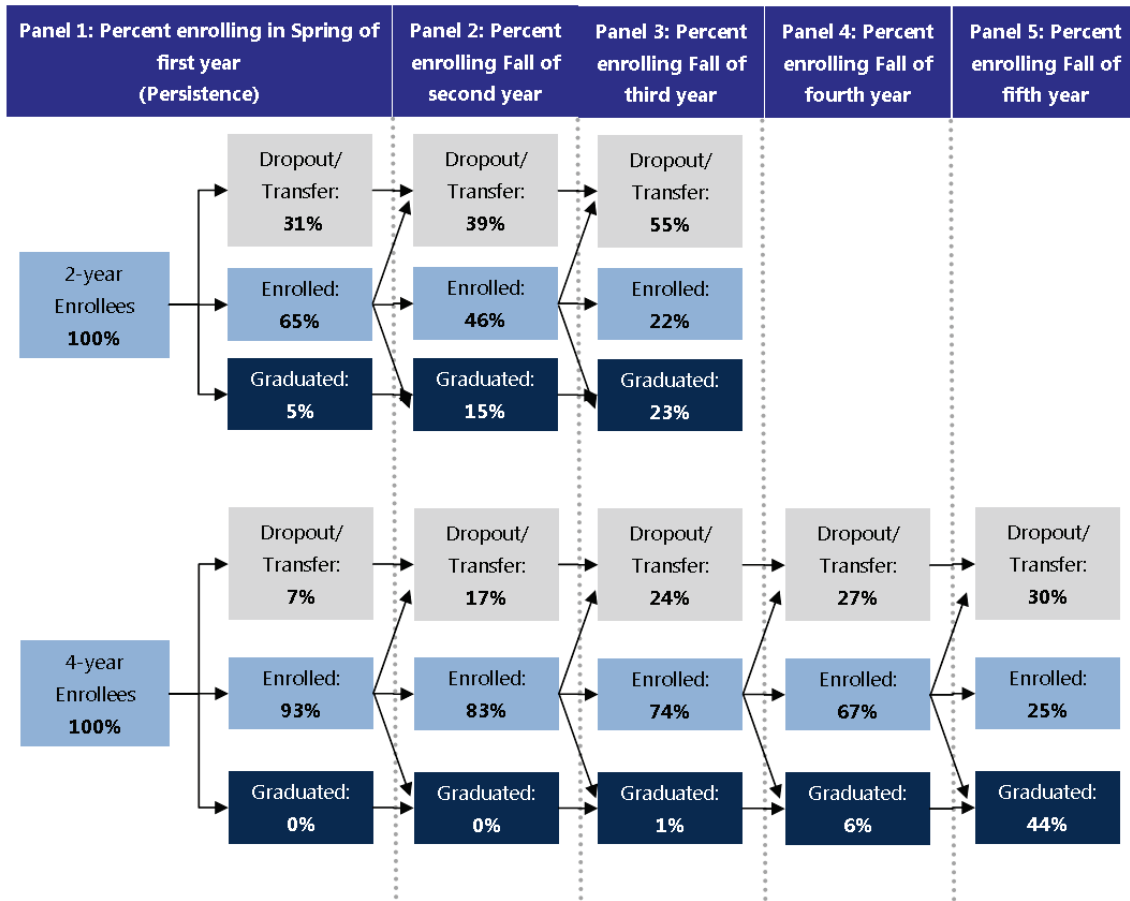 Panel 1: Percent enrolling in Spring of
first year
(Persistence)
Panel 2: Percent
enrolling Fall of
second year
Panel 3: Percent
enrolling Fall of
third year
Panel 4: Percent
enrolling Fall of
fourth year
Panel 5: Percent
enrolling Fall of
fifth year
2-year
Enrollees
100%
Dropout/
Transfer:
31%
Enrolled:
65%
Graduated:
5%
Dropout/
Transfer:
39%
Enrolled:
46%
Graduated:
15%
Dropout/
Transfer:
55%
Enrolled:
22%
Graduated:
23%
4-year
Enrollees
100%
Dropout/
Transfer:
7%
Enrolled:
93%
Graduated:
0%
Dropout/
Transfer:
17%
Enrolled:
83%
Graduated:
0%
Dropout/
Transfer:
24%
Enrolled:
74%
Graduated:
1%
Dropout/
Transfer:
27%
Enrolled:
67%
Graduated:
6%
Dropout/
Transfer:
30%
Enrolled:
25%
Graduated:
44%